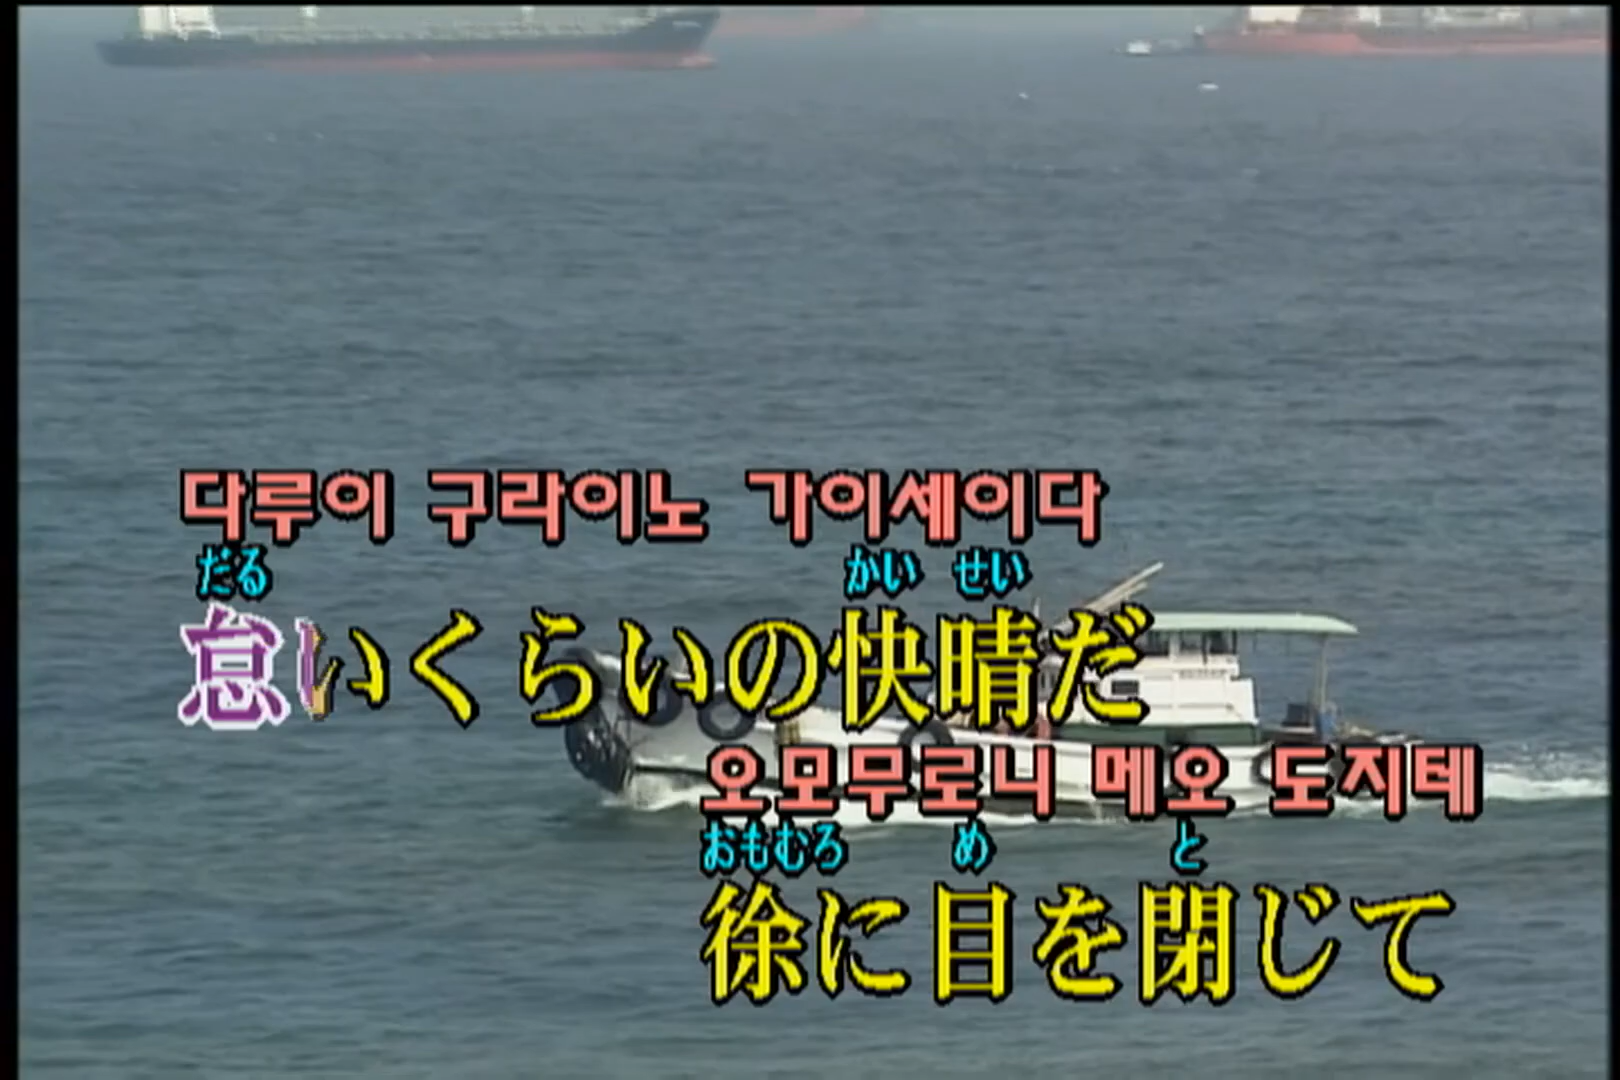 다루이 구라이노 가이세이다
だる かい せい
怠いくらいの快晴だ
오모무로니 메오 도지테
おもむろ め と
徐に目を閉じて